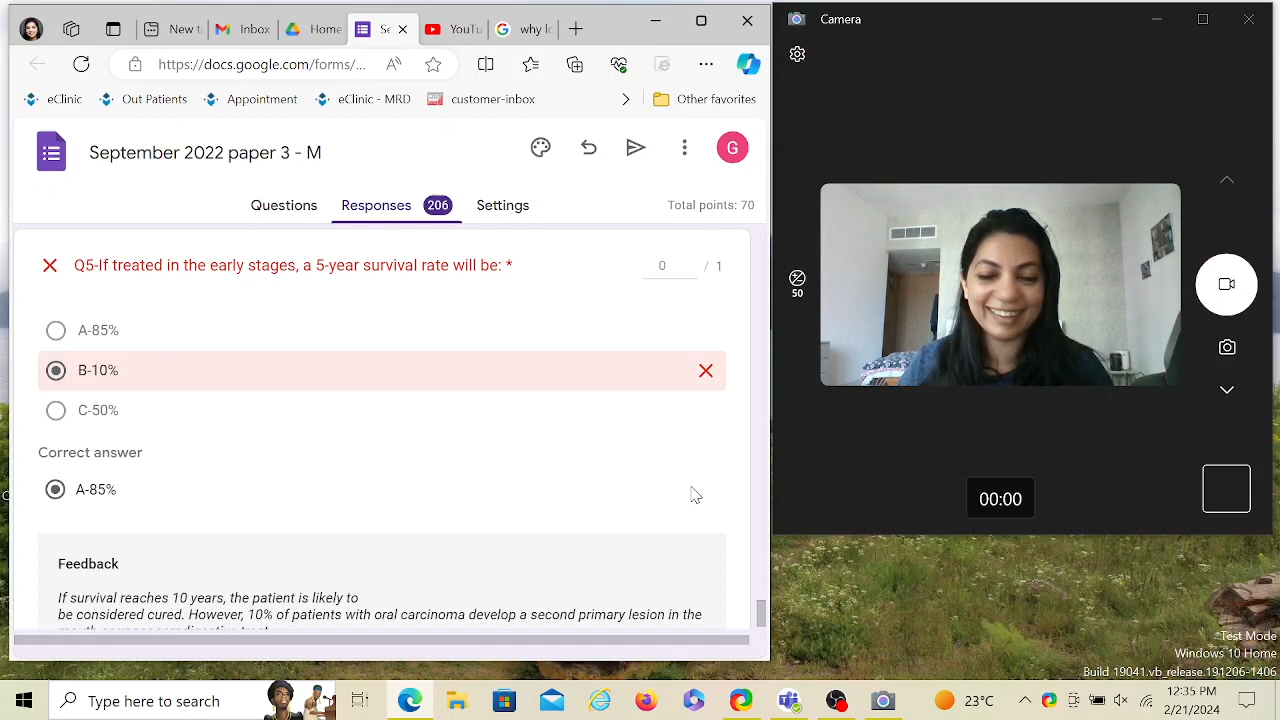 New t
Inbox
Home
Se
YouTu
why lo
https://docs.google.com/forms/...
eClinic
Out Patients
Appointment
eClinic - MRD
customer-inbox
Other favorites
September 2022 paper 3 - M
G
Questions
Responses
206
Settings
Total points: 70
Q5-If treated in the early stages, a 5-year survival rate will be: *
0
/ 1
A-85%
B-10%
C-50%
Correct answer
A-85%
Feedback
If survival reaches 10 years, the patient is likely to
be considered cured. However, 10% of patients with oral carcinoma develop a second primary lesion in the
Camera
50
00:00
Test Mode
Windows 10 Home
Build 19041.vb_release.191206-1406
Type here to search
23°C
12:35 PM
2/21/2024